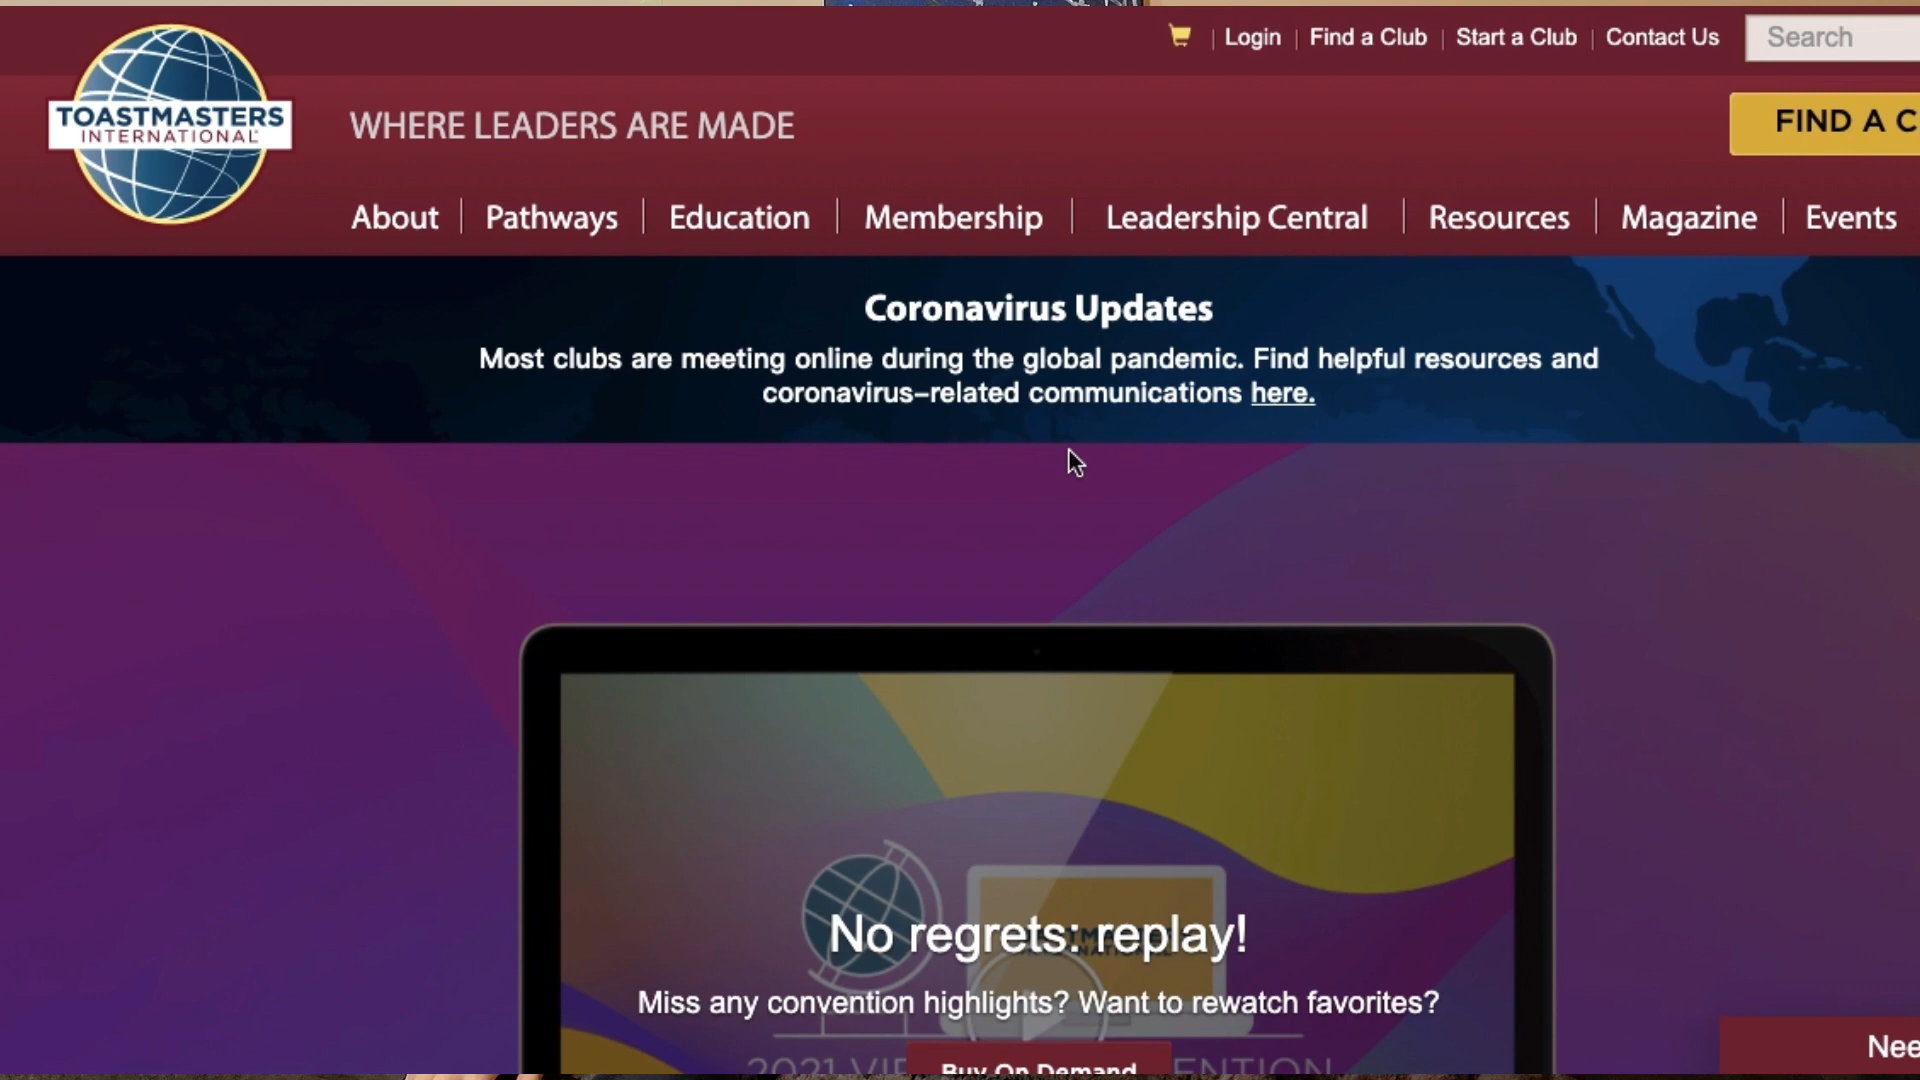 Login
Find a Club
Start a Club
Contact Us
Search
TOASTMASTERS
INTERNATIONAL
WHERE LEADERS ARE MADE
FIND A C
About
Pathways
Education
Membership
Leadership Central
Resources
Magazine
Events
Coronavirus Updates
Most clubs are meeting online during the global pandemic. Find helpful resources and
coronavirus-related communications here.
No regrets: replay!
Miss any convention highlights? Want to rewatch favorites?
2021 VI
Buy On Demand
ENTION
Nee